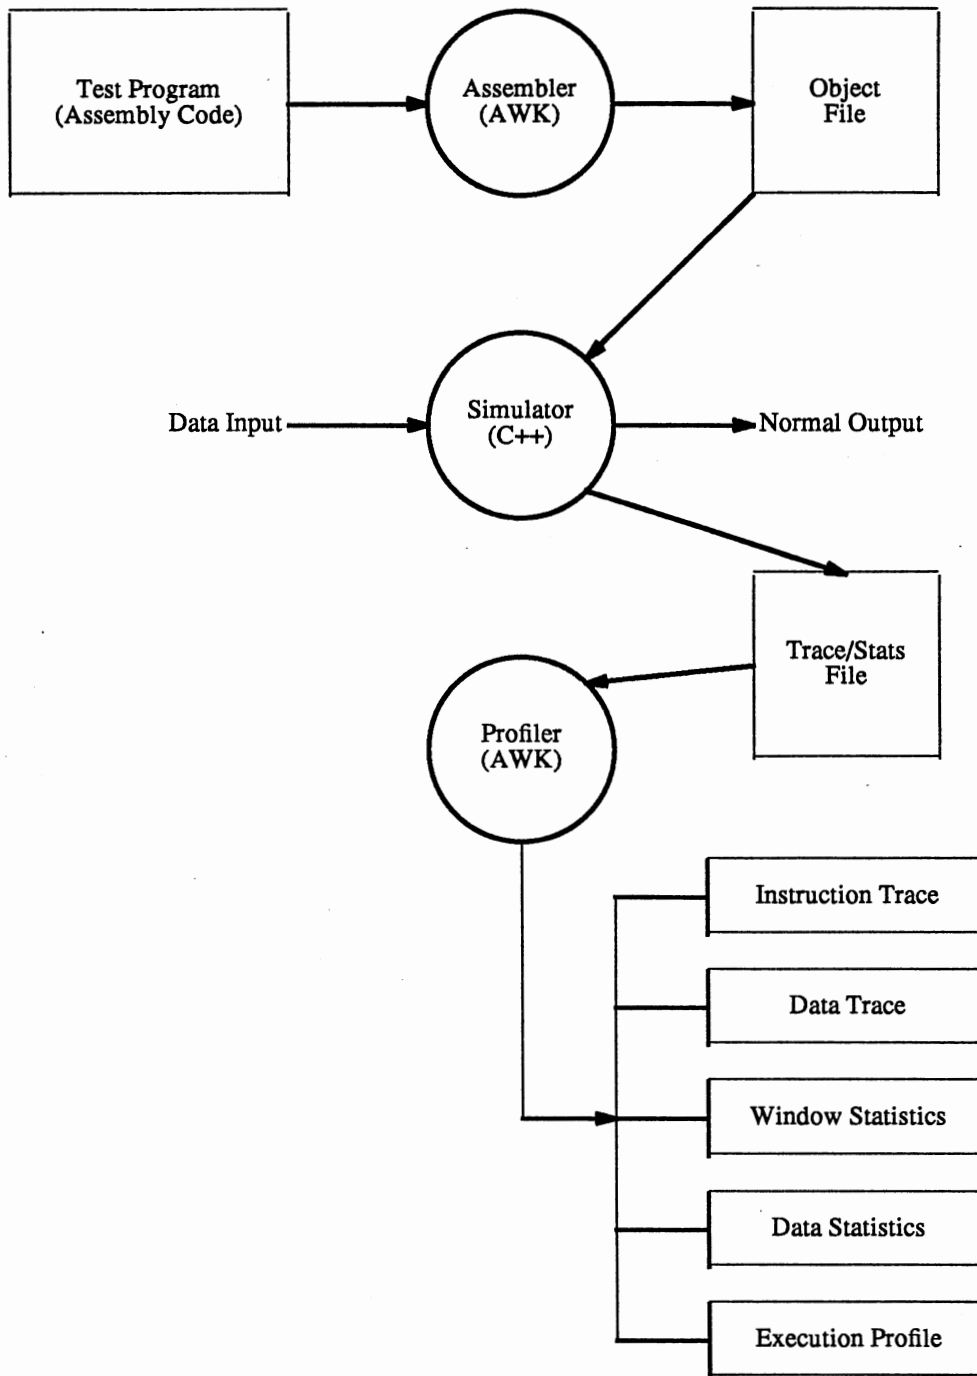 Test Program
(Assembly Code)
Assembler
(AWK)
Object
File
Data Input
Simulator
(C++)
Normal Output
Trace/Stats
File
Profiler
(AWK)
Instruction Trace
Data Trace
Window Statistics
Data Statistics
Execution Profile